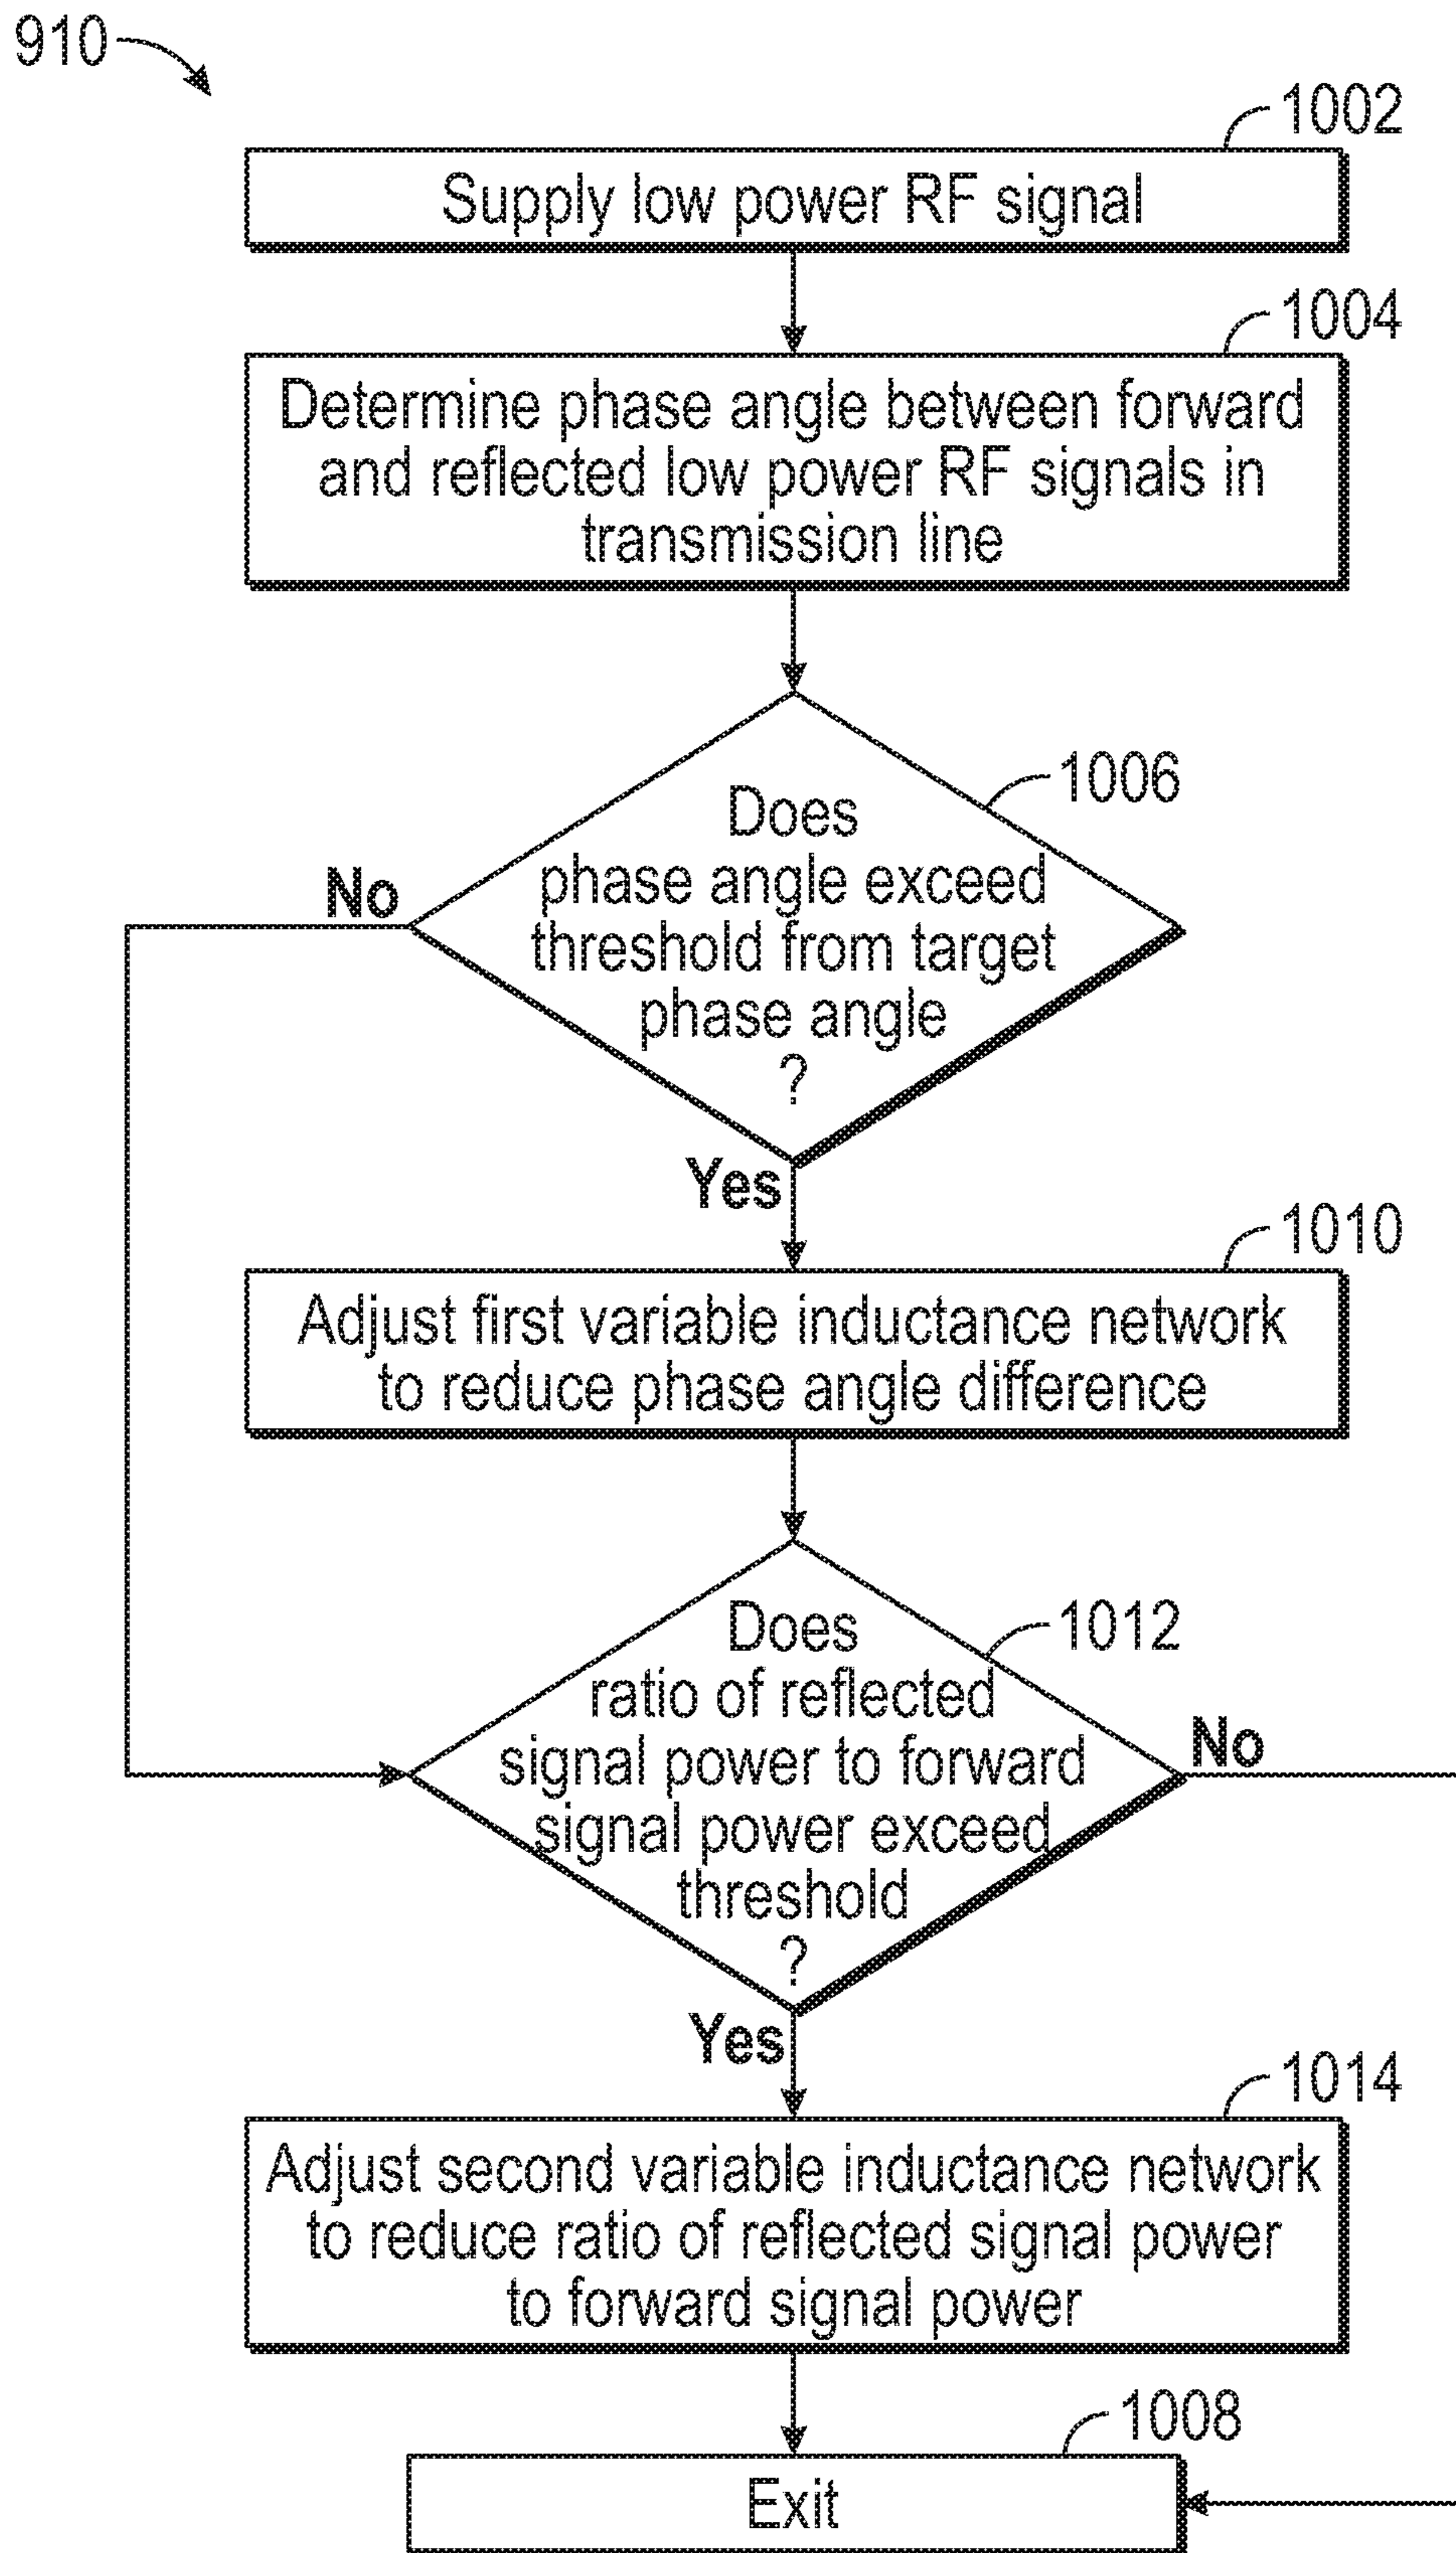 910
1002
Supply low power RF signal
1004
Determine phase angle between forward
and reflected low power RF signals in
transmission line
1006
Does
phase angle exceed
threshold from target
phase angle
?
No
Yes
1010
Adjust first variable inductance network
to reduce phase angle difference
1012
Does
ratio of reflected
signal power to forward
signal power exceed
threshold
?
No
Yes
1014
Adjust second variable inductance network
to reduce ratio of reflected signal power
to forward signal power
1008
Exit